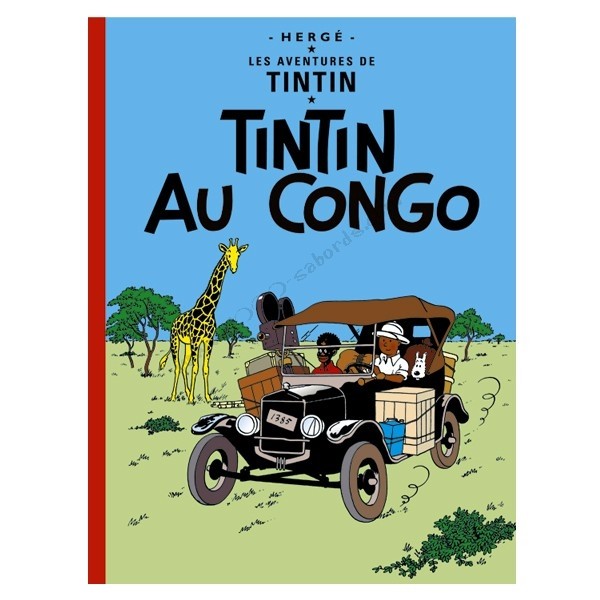 - HERGÉ -
LES AVENTURES DE
TINTIN
TINTIN
AU CONGO
1385